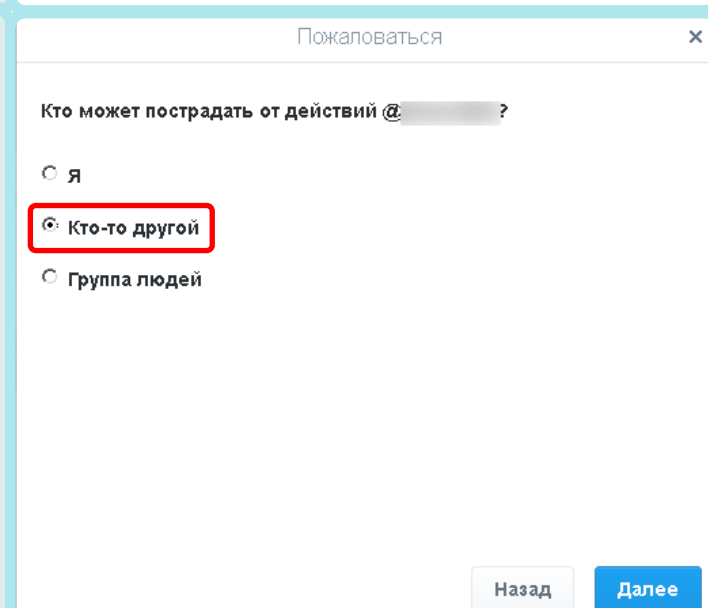 Пожаловаться
Кто может пострадать от действий @ ?
Я
Кто-то другой
Группа людей
Назад
Далее